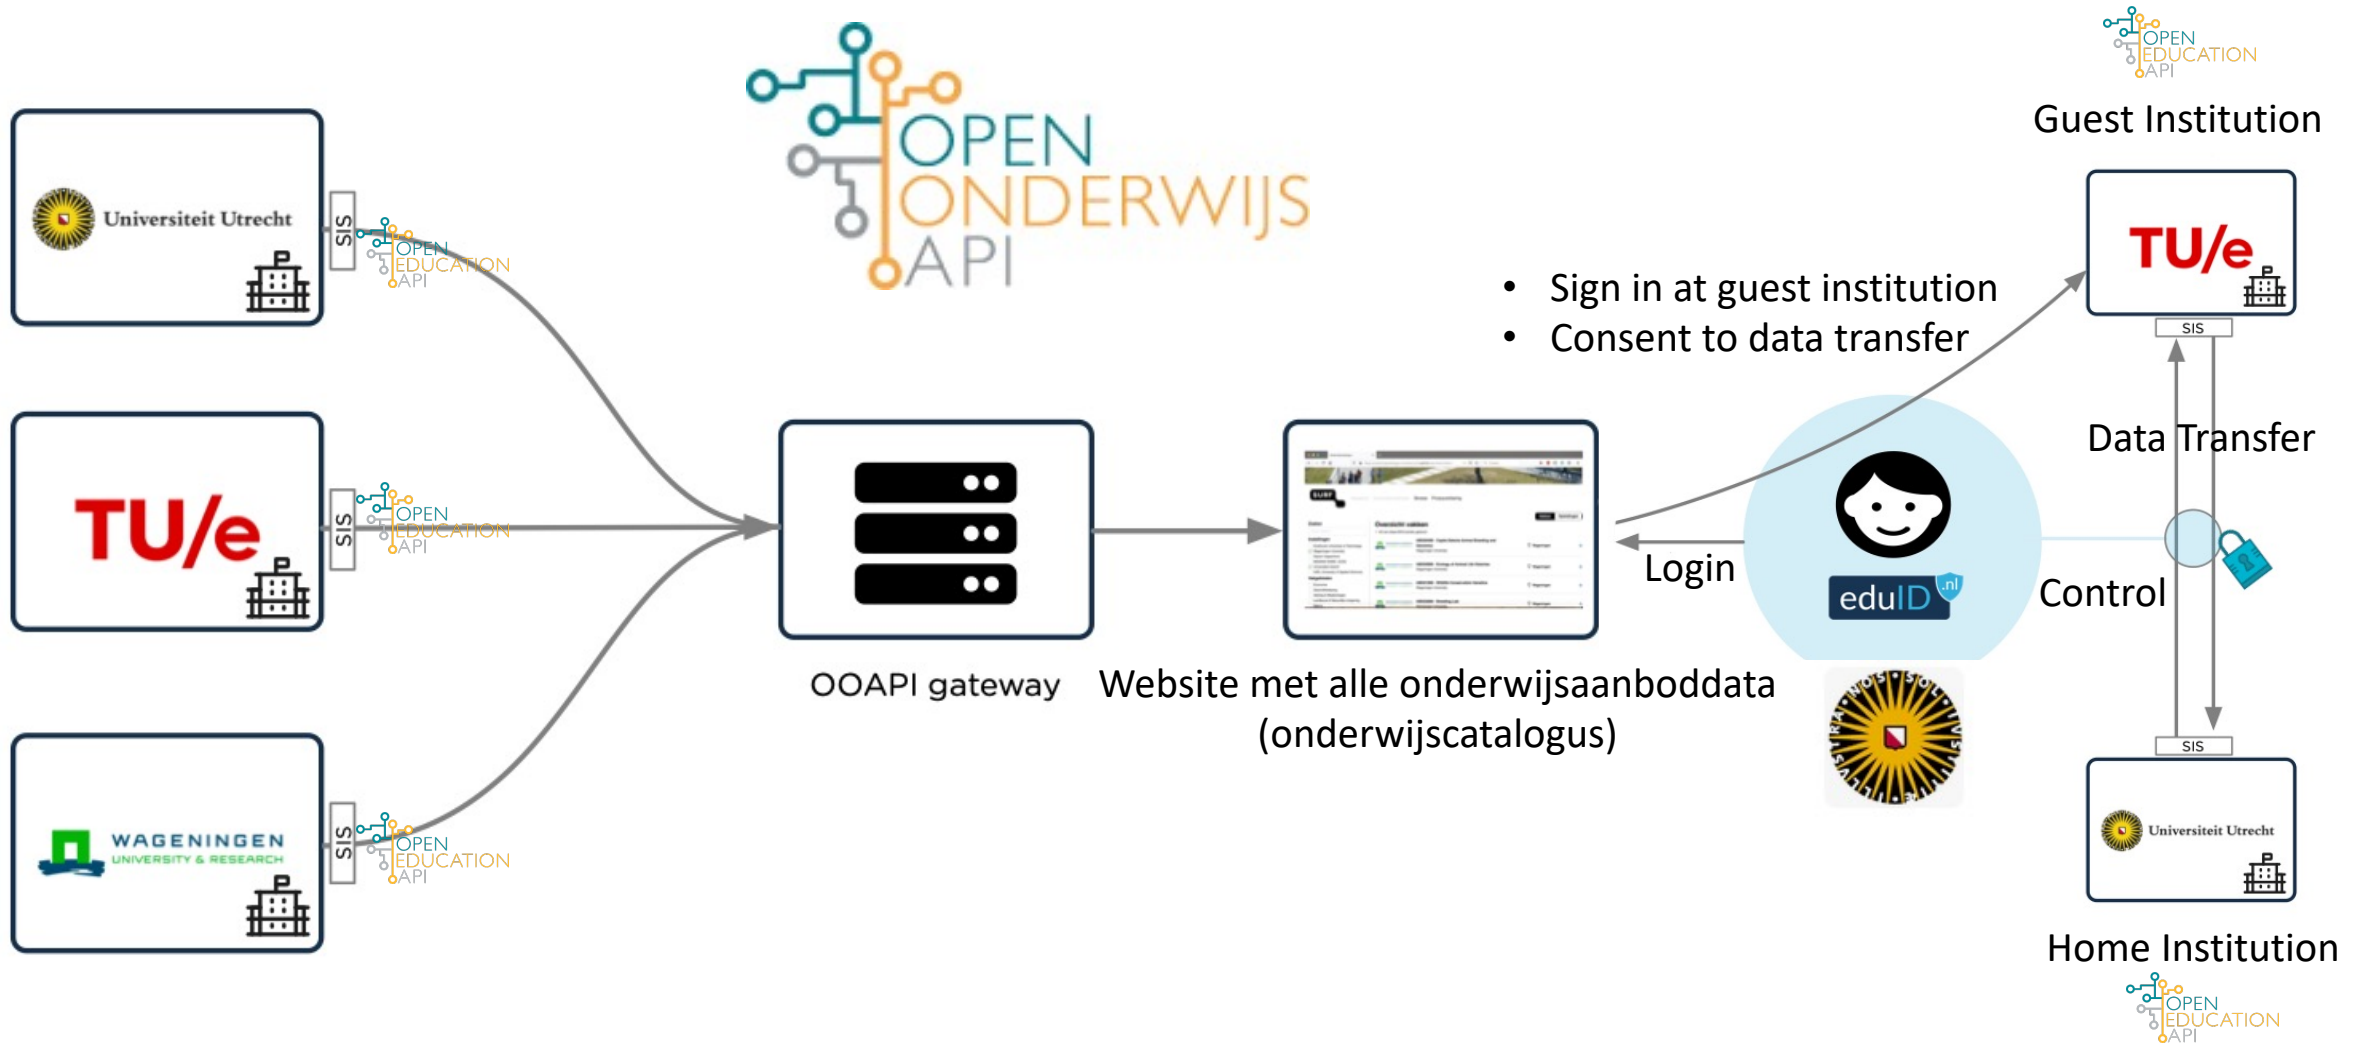 OPEN
ONDERWIJS
API
OPEN
EDUCATION
API
Guest Institution
Universiteit Utrecht
SIS
OPEN
EDUCATION
API
TU/e
SIS
OPEN
EDUCATION
API
WAGENINGEN
UNIVERSITY & RESEARCH
SIS
OPEN
EDUCATION
API
OOAPI gateway
SURF
Overzicht vakken
Website met alle onderwijsaanboddata
(onderwijscatalogus)
• Sign in at guest institution
• Consent to data transfer
Login
eduID
.nl
Control
TU/e
SIS
Data Transfer
SIS
Universiteit Utrecht
Home Institution
OPEN
EDUCATION
API